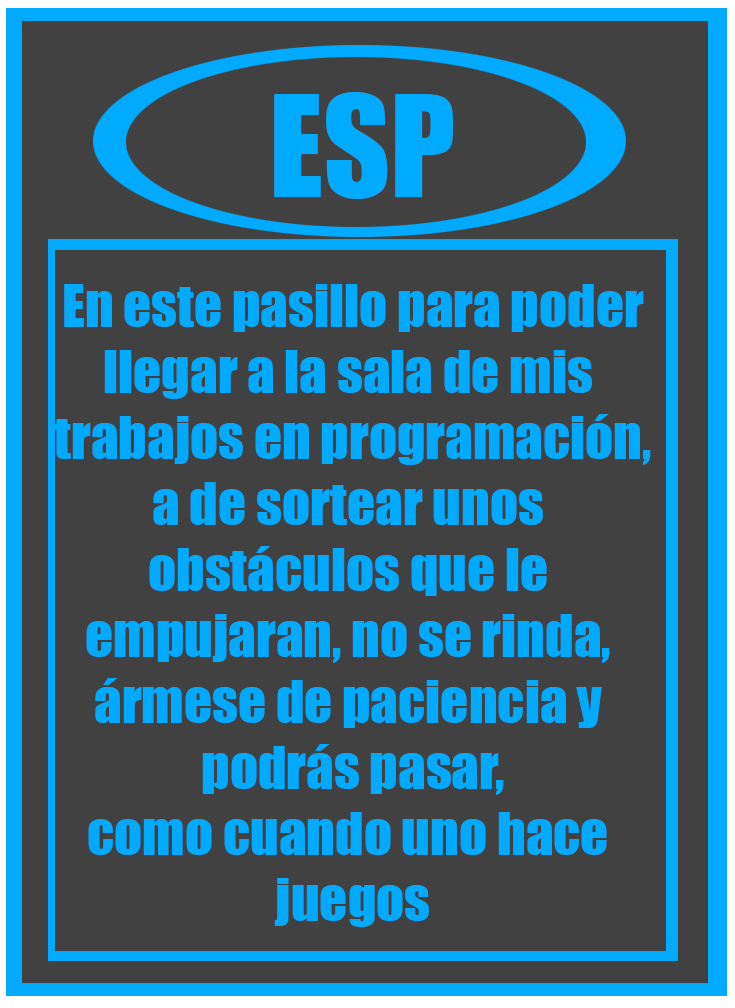 ESP
En este pasillo para poder
llegar a la sala de mis
trabajos en programación,
a de sortear unos
obstáculos que le
empujaran, no se rinda,
ármese de paciencia y
podrás pasar,
como cuando uno hace
juegos